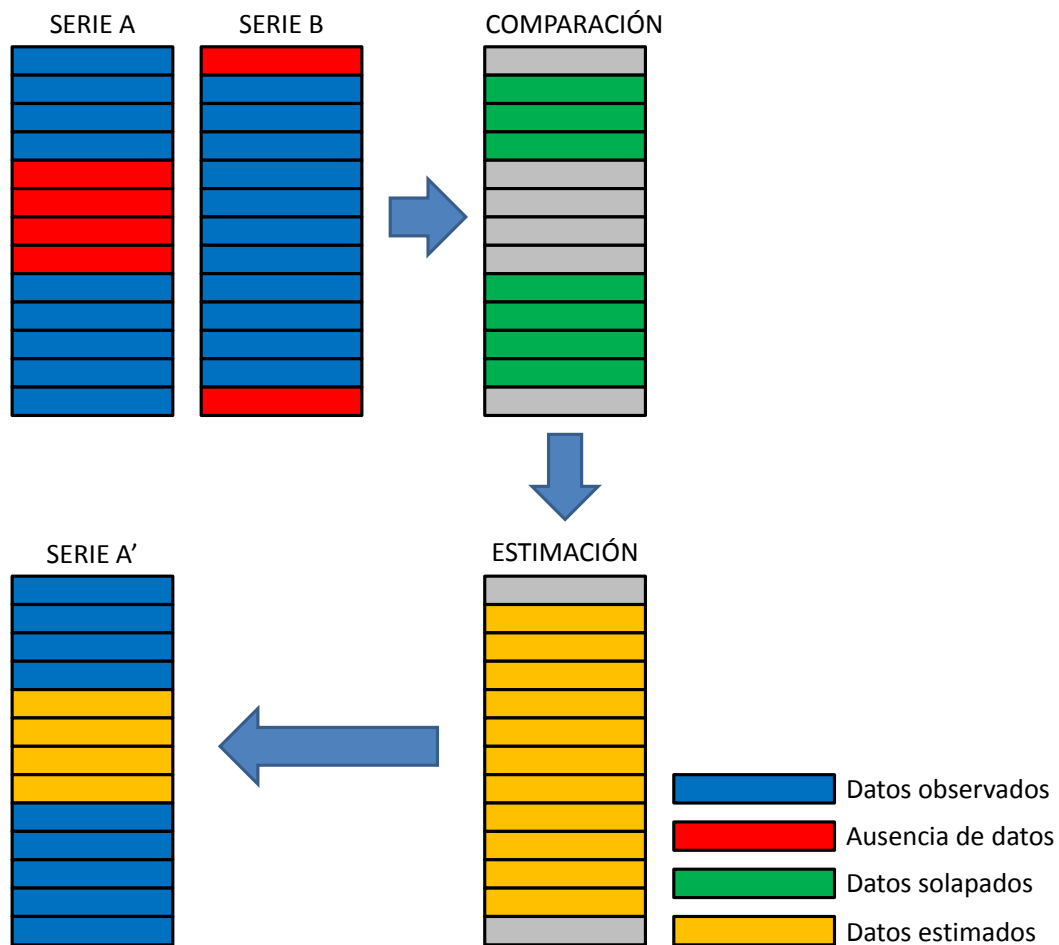 SERIE A
SERIE B
COMPARACIÓN
SERIE A’
ESTIMACIÓN
Datos observados
Ausencia de datos
Datos solapados
Datos estimados